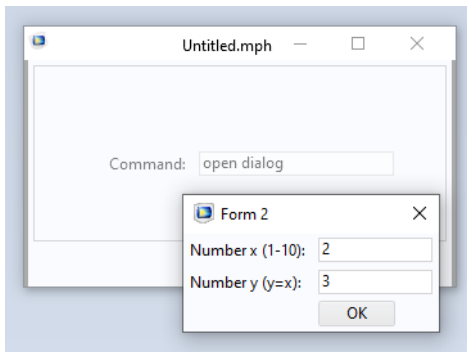 Untitled.mph
Command: open dialog
Form 2
Number x (1-10): 2
Number y (y=x): 3
OK